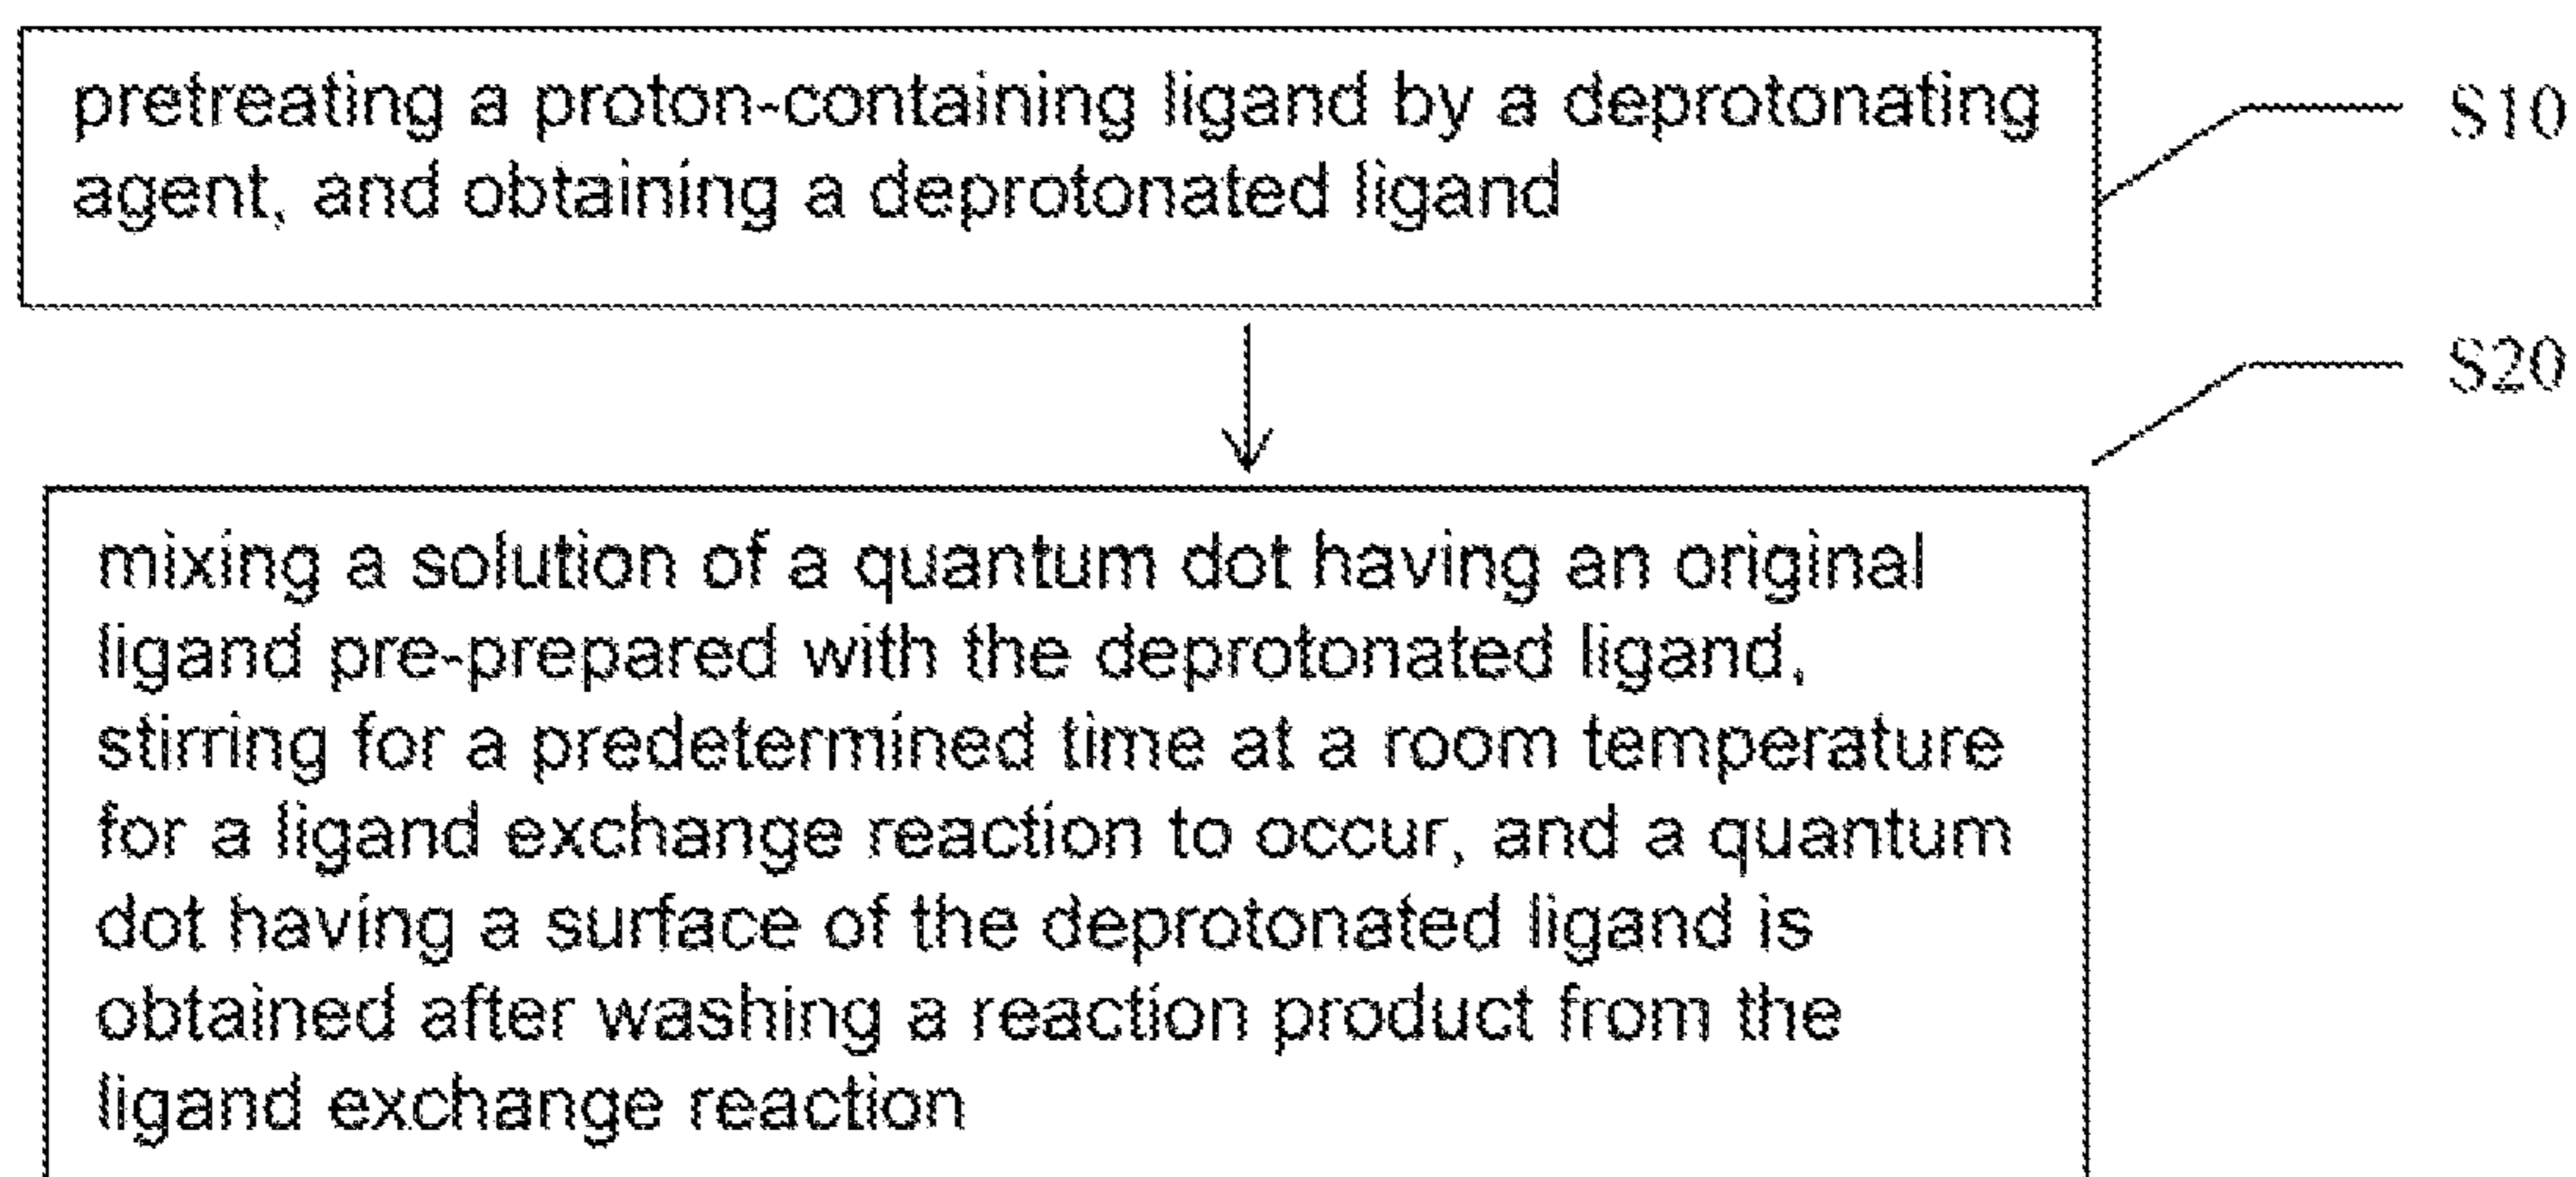 pretreating a proton-containing ligand by a deprotonating
agent, and obtaining a deprotonated ligand
S10
S20
mixing a solution of a quantum dot having an original
ligand pre-prepared with the deprotonated ligand,
stirring for a predetermined time at a room temperature
for a ligand exchange reaction to occur, and a quantum
dot having a surface of the deprotonated ligand is
obtained after washing a reaction product from the
ligand exchange reaction